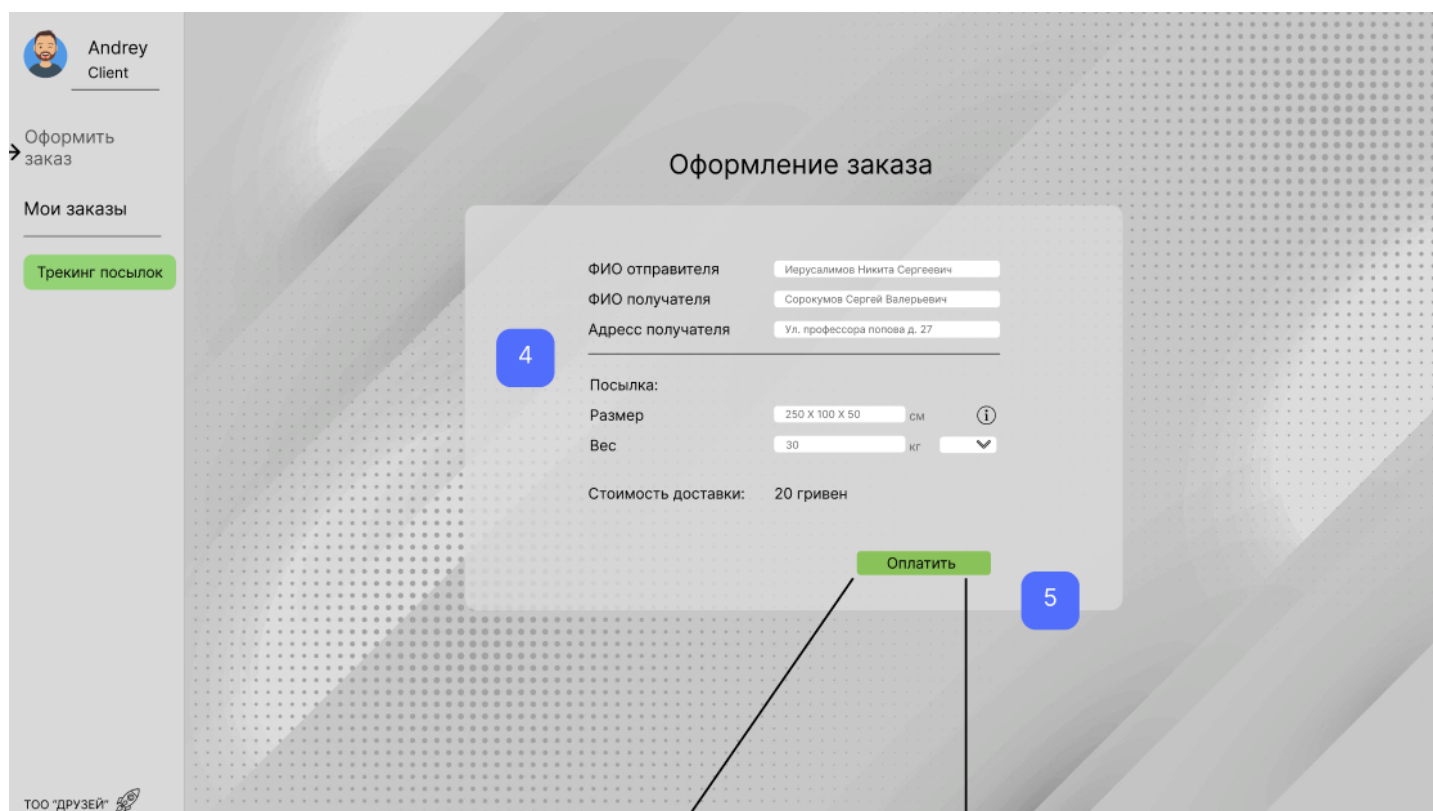 Andrey
Client
Оформить
заказ
Мои заказы
Трекинг посылок
Оформление заказа
ФИО отправителя Иерусалимов Никита Сергеевич
ФИО получателя Сорокумов Сергей Валерьевич
Адресс получателя Ул. профессора попова д. 27
4
Посылка:
Размер 250 X 100 X 50 см i
Вес 30 кг
Стоимость доставки: 20 гривен
Оплатить
5
ТОО "ДРУЗЕЙ"